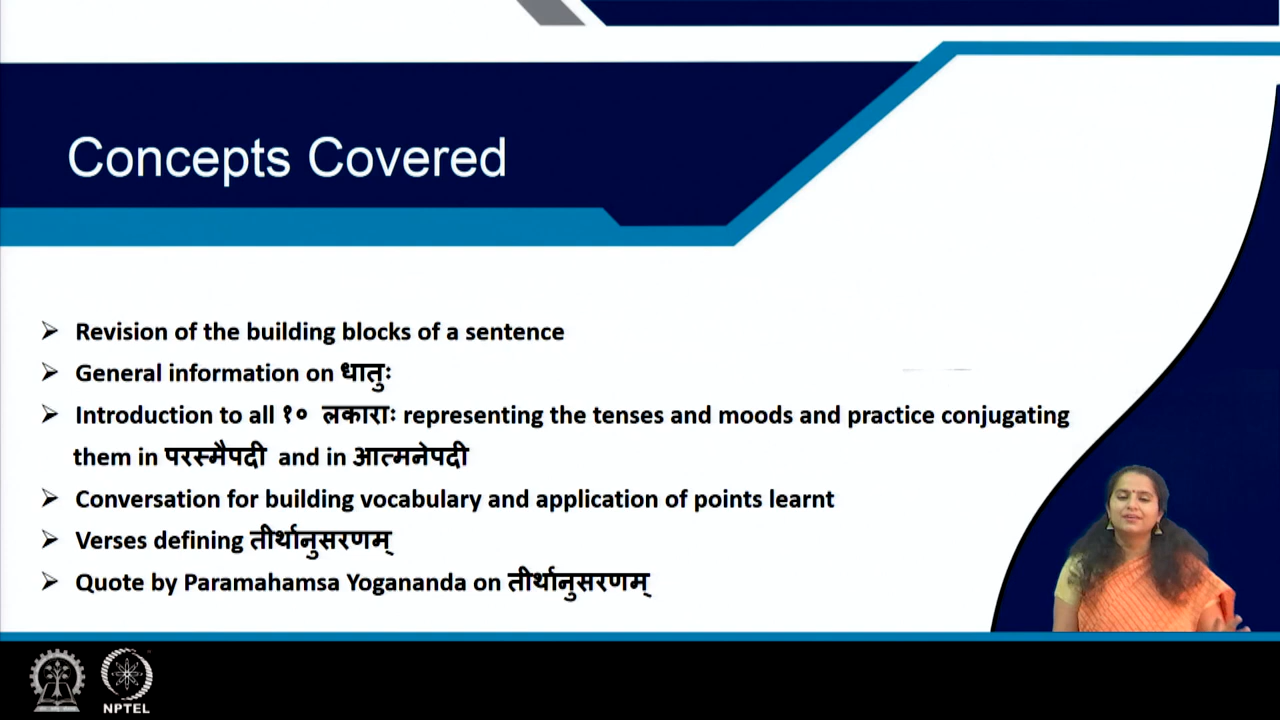 Concepts Covered
➢ Revision of the building blocks of a sentence
➢ General information on धातुः
➢ Introduction to all १० लकाराः representing the tenses and moods and practice conjugating
them in परस्मैपदी and in आत्मनेपदी
➢ Conversation for building vocabulary and application of points learnt
➢ Verses defining तीर्थानुसरणम्
➢ Quote by Paramahamsa Yogananda on तीर्थानुसरणम्
NPTEL